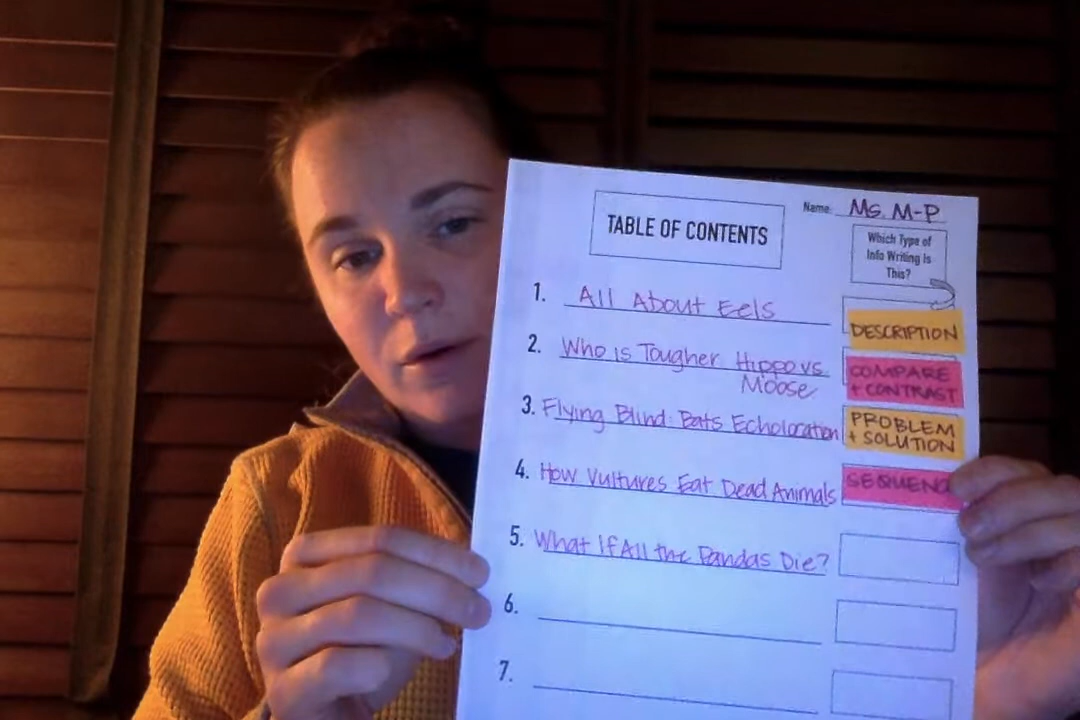 Name: Ms. M-P
TABLE OF CONTENTS
Which Type of
Info Writing Is
This?
1. All About Eels
DESCRIPTION
2. Who is Tougher Hippo vs.
Moose
COMPARE
+ CONTRAST
3. Flying Blind: Bats Echolocation
PROBLEM
+ SOLUTION
4. How Vultures Eat Dead Animals
SEQUENC
5. What If All the Pandas Die?
6.
7.